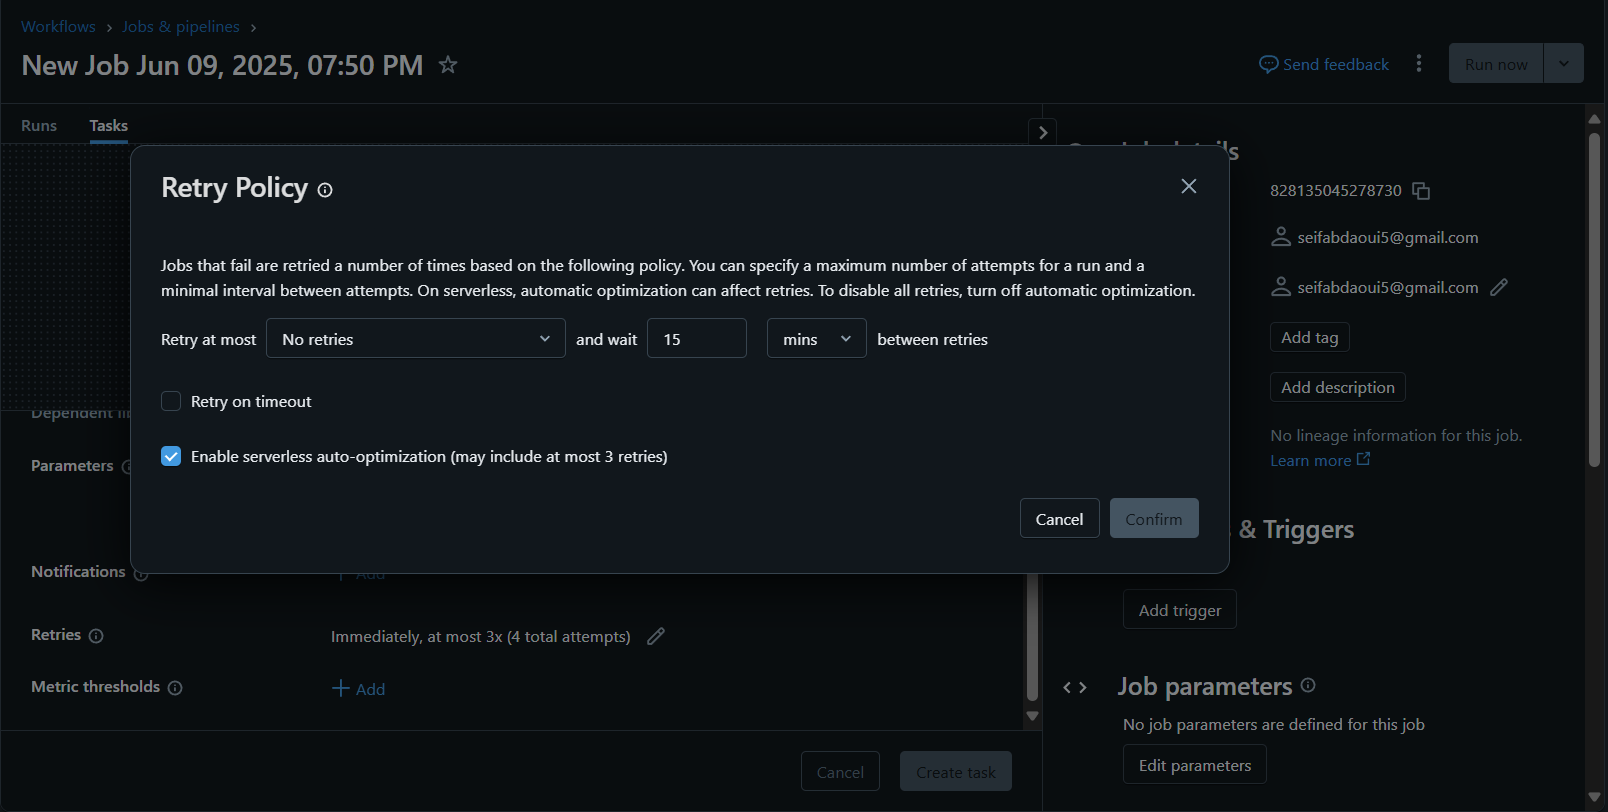 Workflows > Jobs & pipelines >
New Job Jun 09, 2025, 07:50 PM
Send feedback
Run now
Runs
Tasks
Retry Policy
Jobs that fail are retried a number of times based on the following policy. You can specify a maximum number of attempts for a run and a
minimal interval between attempts. On serverless, automatic optimization can affect retries. To disable all retries, turn off automatic optimization.
Retry at most No retries and wait 15 mins between retries
Retry on timeout
Enable serverless auto-optimization (may include at most 3 retries)
Cancel
Confirm
Dependent
Parameters
Notifications
Add
Retries
Immediately, at most 3x (4 total attempts)
Metric thresholds
Add
Cancel
Create task
828135045278730
seifabdaoui5@gmail.com
seifabdaoui5@gmail.com
Add tag
Add description
No lineage information for this job.
Learn more
& Triggers
Add trigger
Job parameters
No job parameters are defined for this job
Edit parameters